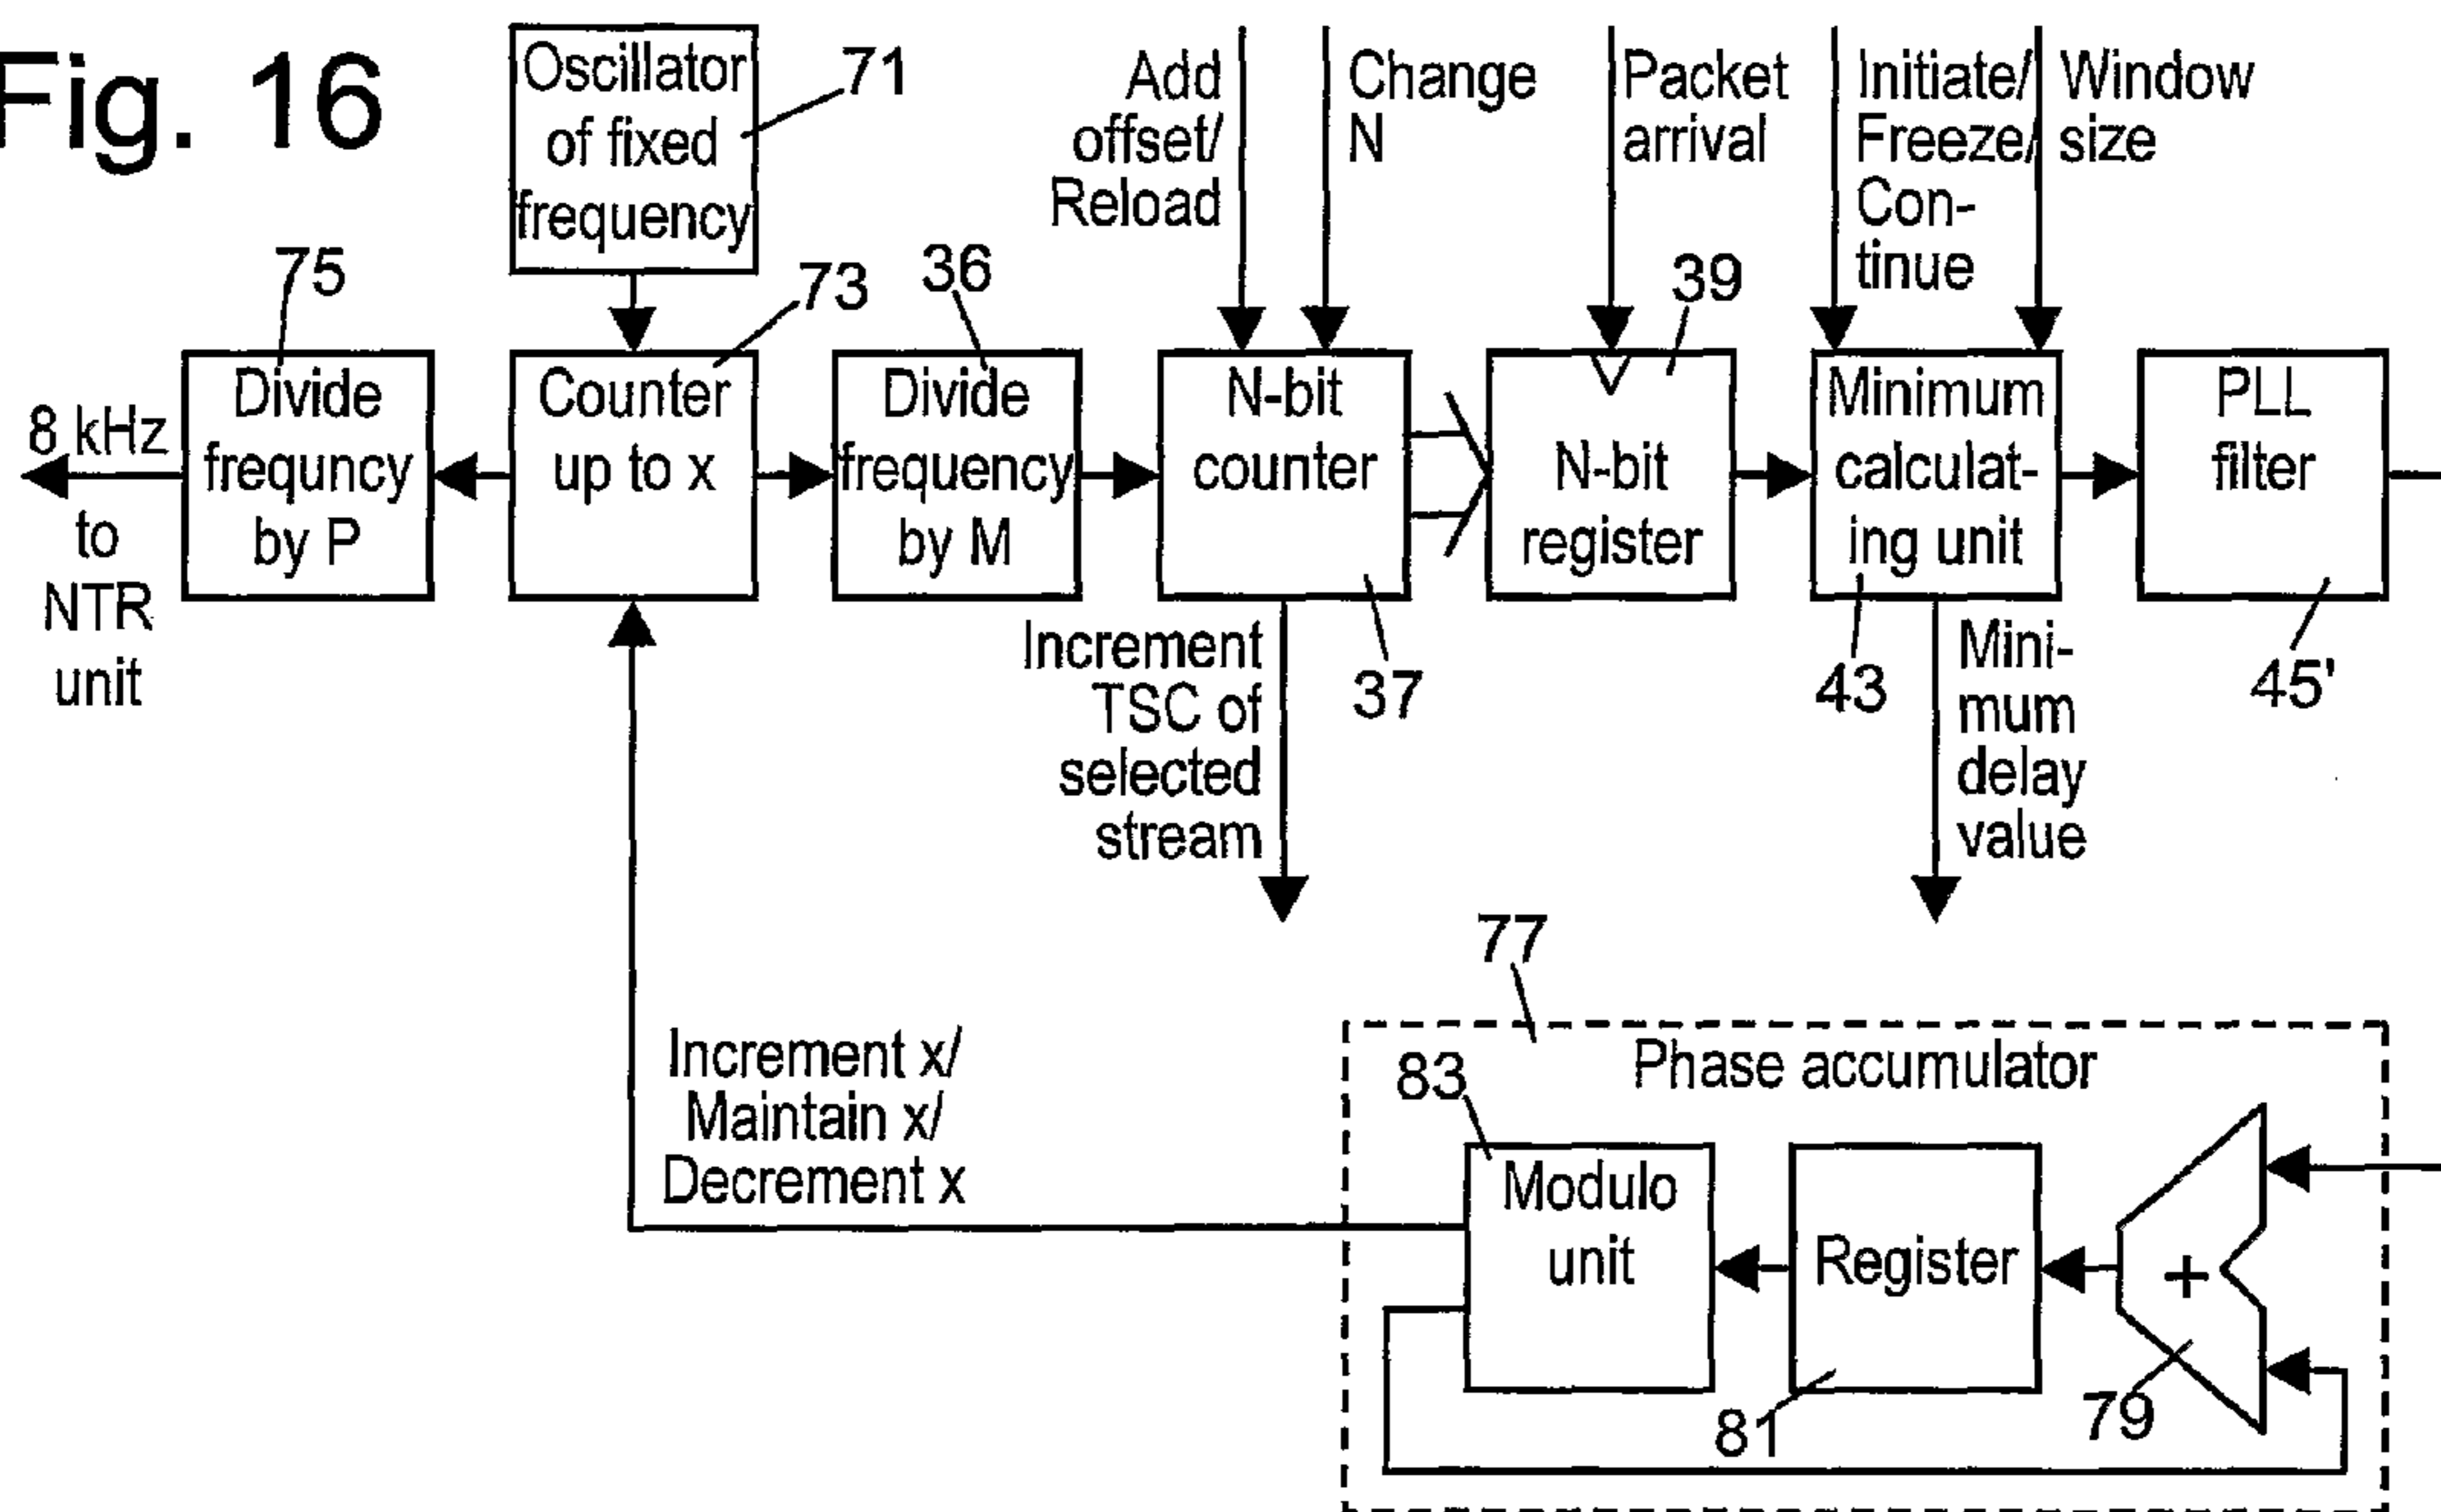 Fig. 16
Oscillator
of fixed
frequency
71
Add
offset/
Reload
Change
N
Packet
arrival
Initiate/
Freeze/
Con-
tinue
Window
size
75
73
36
39
8 kHz
to
NTR
unit
Divide
frequncy
by P
Counter
up to x
Divide
frequency
by M
N-bit
counter
N-bit
register
Minimum
calculat-
ing unit
PLL
filter
Increment
TSC of
selected
stream
37
43
Mini-
mum
delay
value
45'
77
Increment x/
Maintain x/
Decrement x
Phase accumulator
83
Modulo
unit
Register
+
81
79